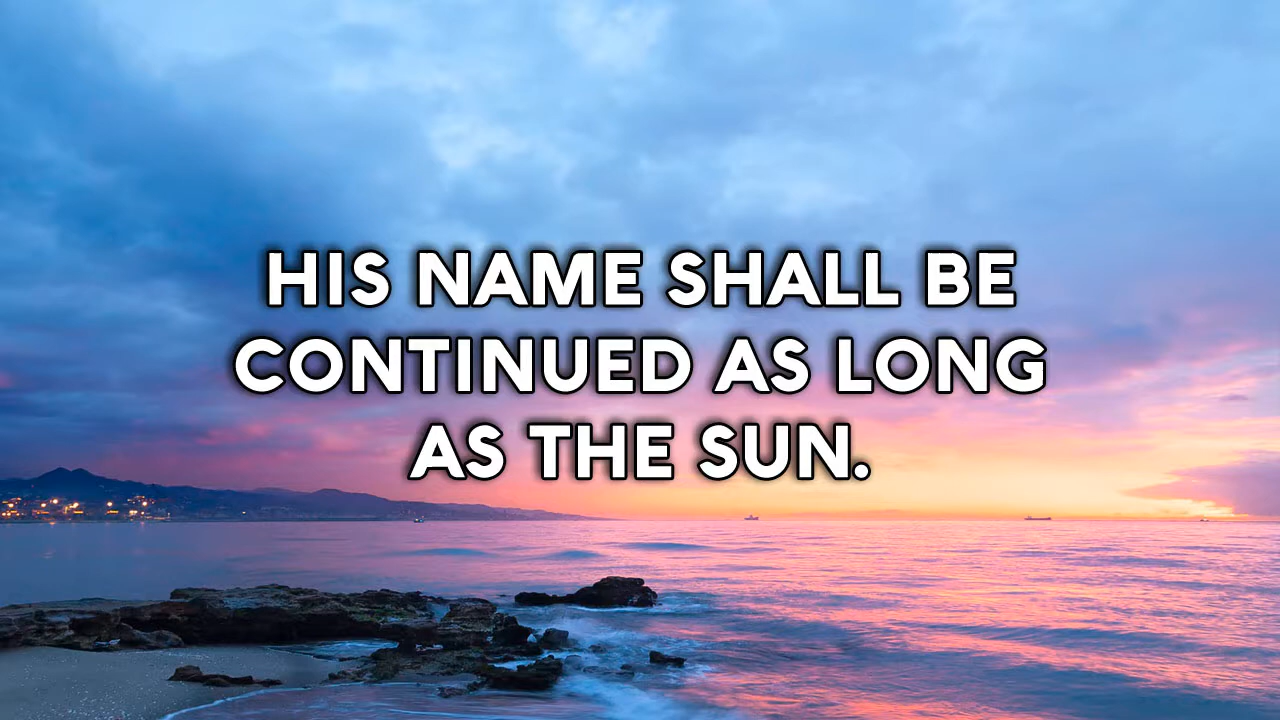 HIS NAME SHALL BE
CONTINUED AS LONG
AS THE SUN.